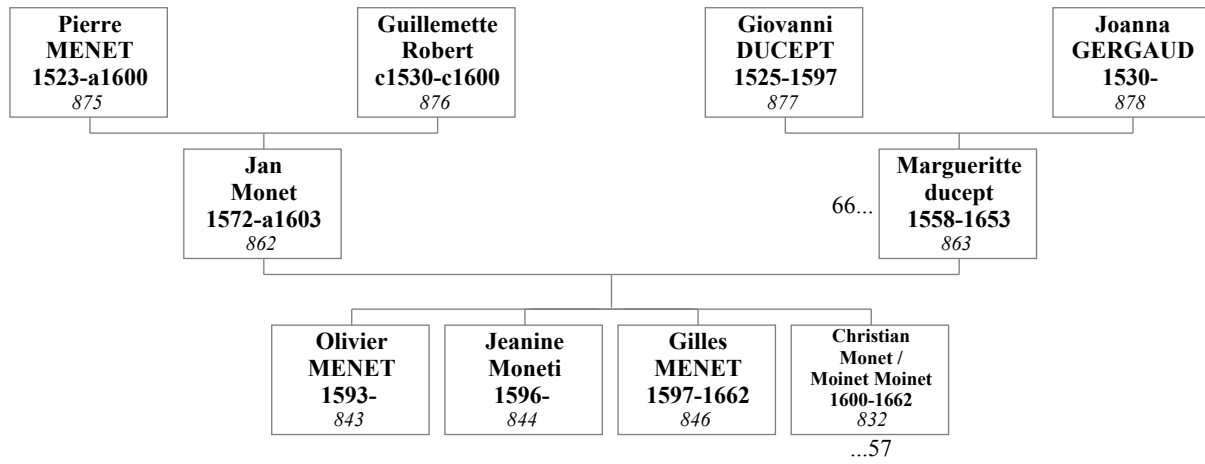 Pierre
MENET
1523-a1600
875
Guillemette
Robert
c1530-c1600
876
Giovanni
DUCEPT
1525-1597
877
Joanna
GERGAUD
1530-
878
Jan
Monet
1572-a1603
862
66...
Margueritte
ducept
1558-1653
863
Olivier
MENET
1593-
843
Jeanine
Moneti
1596-
844
Gilles
MENET
1597-1662
846
Christian
Monet /
Moinet Moinet
1600-1662
832
...57